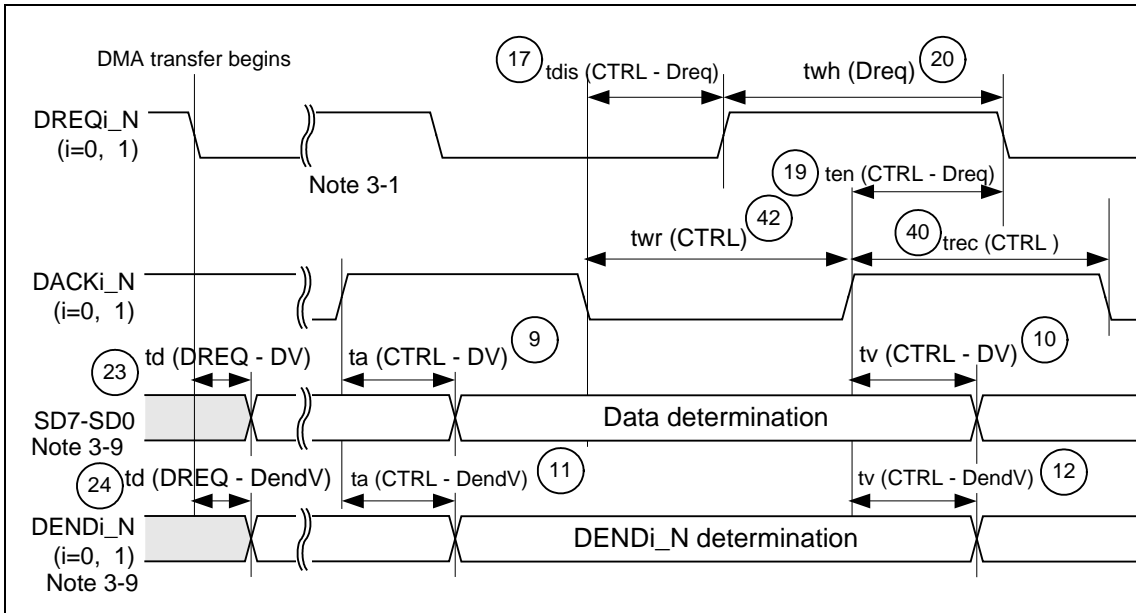 DMA transfer begins
17 tdis (CTRL - Dreq)
twh (Dreq) 20
DREQi_N
(i=0, 1)
Note 3-1
19 ten (CTRL - Dreq)
twr (CTRL) 42
40 trec (CTRL )
DACKi_N
(i=0, 1)
23 td (DREQ - DV)
ta (CTRL - DV) 9
tv (CTRL - DV) 10
SD7-SD0
Note 3-9
Data determination
24 td (DREQ - DendV)
ta (CTRL - DendV) 11
tv (CTRL - DendV) 12
DENDi_N
(i=0, 1)
Note 3-9
DENDi_N determination